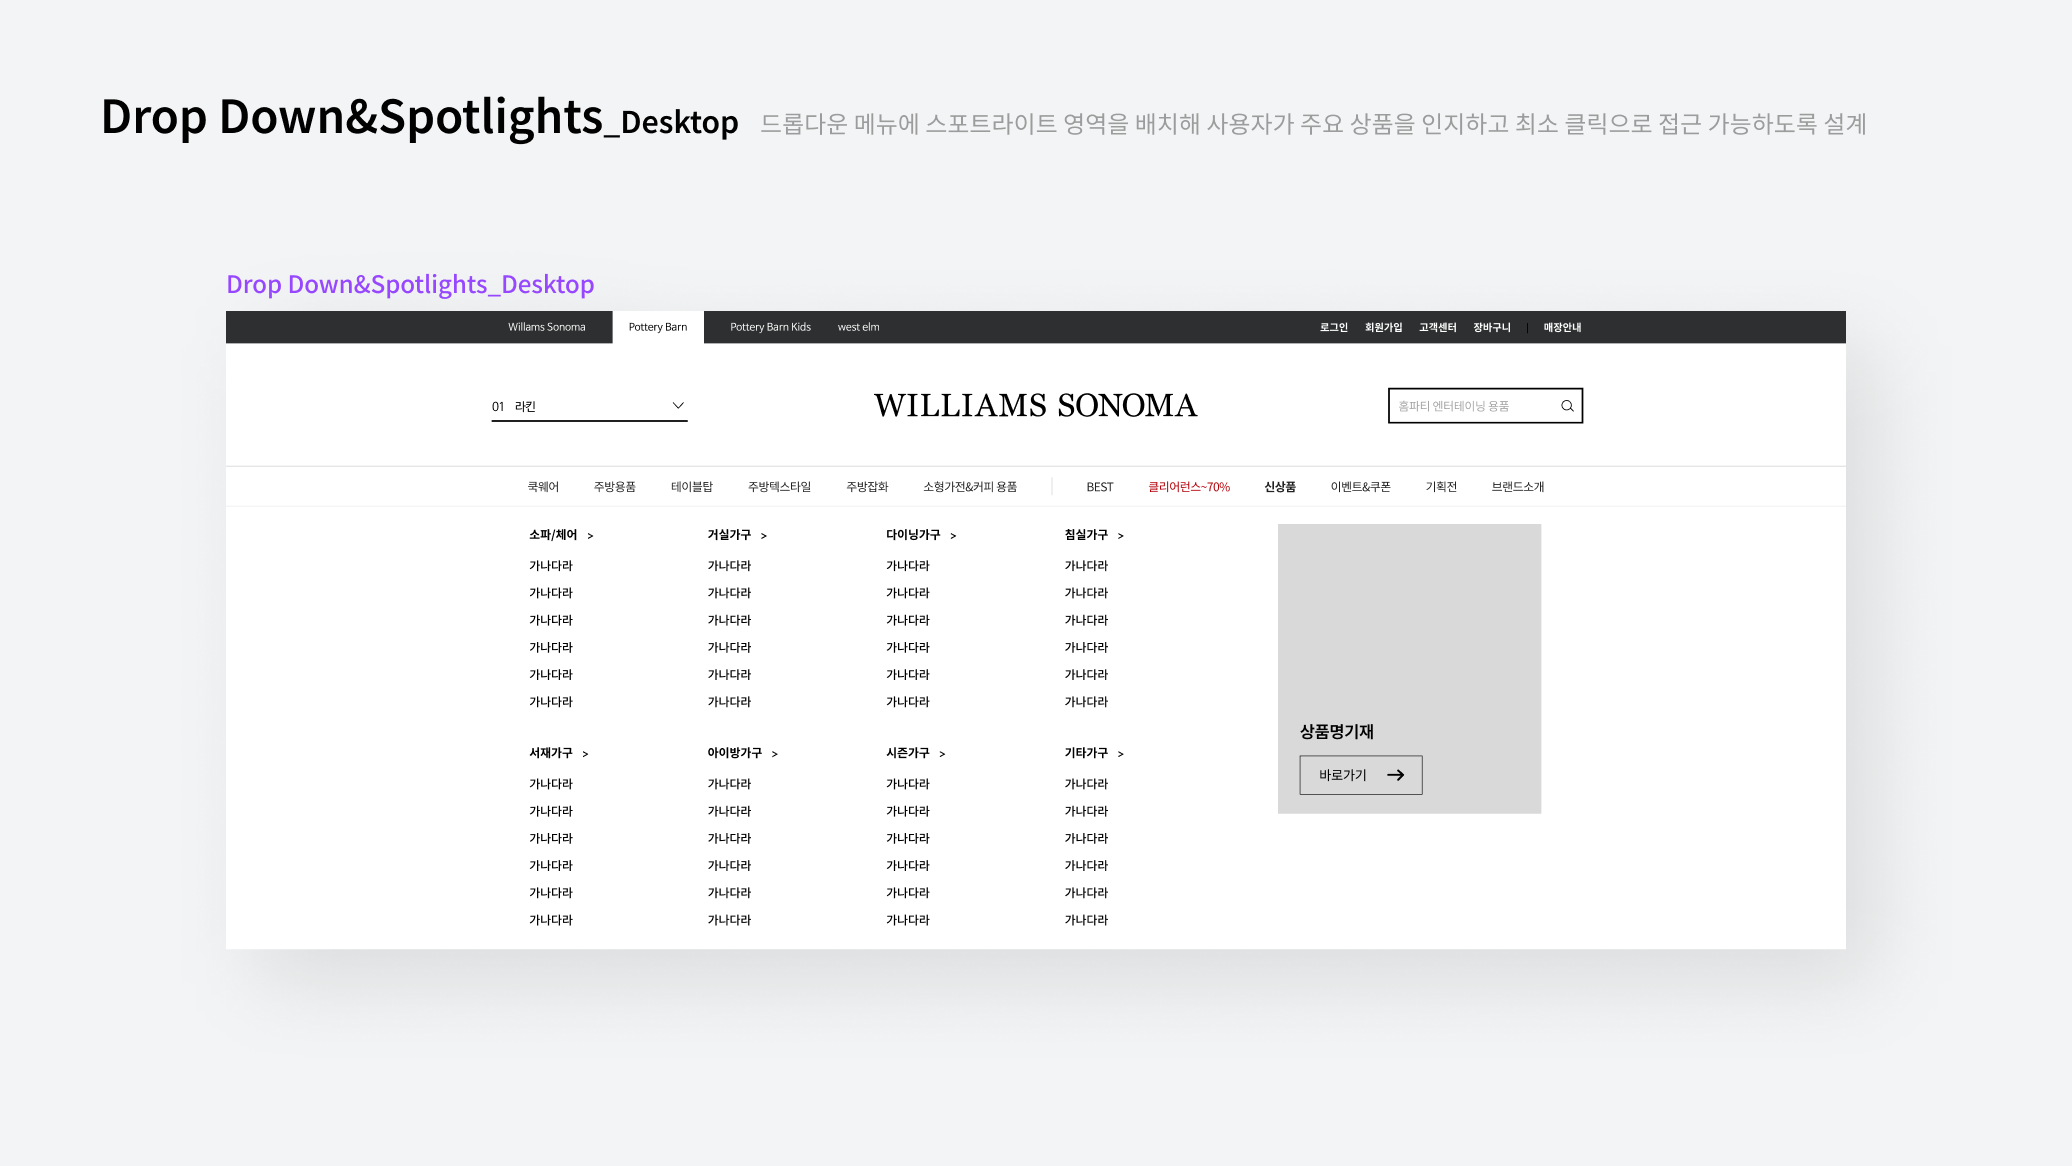 Drop Down&Spotlights_Desktop 드롭다운 메뉴에 스포트라이트 영역을 배치해 사용자가 주요 상품을 인지하고 최소 클릭으로 접근 가능하도록 설계
Drop Down&Spotlights_Desktop
Willams Sonoma Pottery Barn Pottery Barn Kids west elm 로그인 회원가입 고객센터 장바구니 | 매장안내
01 라킨 WILLIAMS SONOMA 홈파티 엔터테이닝 용품
쿡웨어 주방용품 테이블탑 주방텍스타일 주방잡화 소형가전&커피 용품 BEST 클리어런스~70% 신상품 이벤트&쿠폰 기획전 브랜드소개
소파/체어 > 거실가구 > 다이닝가구 > 침실가구 >
가나다라 가나다라 가나다라 가나다라
가나다라 가나다라 가나다라 가나다라
가나다라 가나다라 가나다라 가나다라
가나다라 가나다라 가나다라 가나다라
가나다라 가나다라 가나다라 가나다라
가나다라 가나다라 가나다라 가나다라
상품명기재
서재가구 > 아이방가구 > 시즌가구 > 기타가구 >
바로가기 →
가나다라 가나다라 가나다라 가나다라
가나다라 가나다라 가나다라 가나다라
가나다라 가나다라 가나다라 가나다라
가나다라 가나다라 가나다라 가나다라
가나다라 가나다라 가나다라 가나다라
가나다라 가나다라 가나다라 가나다라